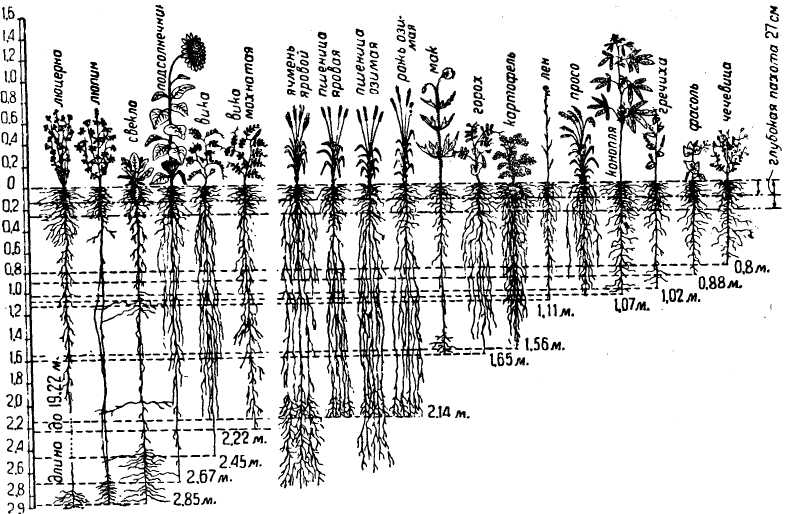 1,6
1,4
1,2
1,0
0,8
0,6
0,4
0,2
0
0,2
0,4
0,6
0,8
1,0
1,2
1,6
1,8
2,0
2,2
2,4
2,6
2,8
2,9
люцерна
люпин
свекла
подсолнечник
вика
вика
мохнатая
ячмень
яровой
пшеница
яровая
пшеница
озимая
рожь ози-
мая
мак
горох
картофель
лен
просо
конопля
гречиха
фасоль
чечевица
глубокая пахота 27 см
длина до 19.22 м.
2,85 м.
2,67 м.
2,45 м.
2,22 м.
2,14 м.
1,65 м.
1,56 м.
1,11 м.
1,07 м.
1,02 м.
0,88 м.
0,8 м.